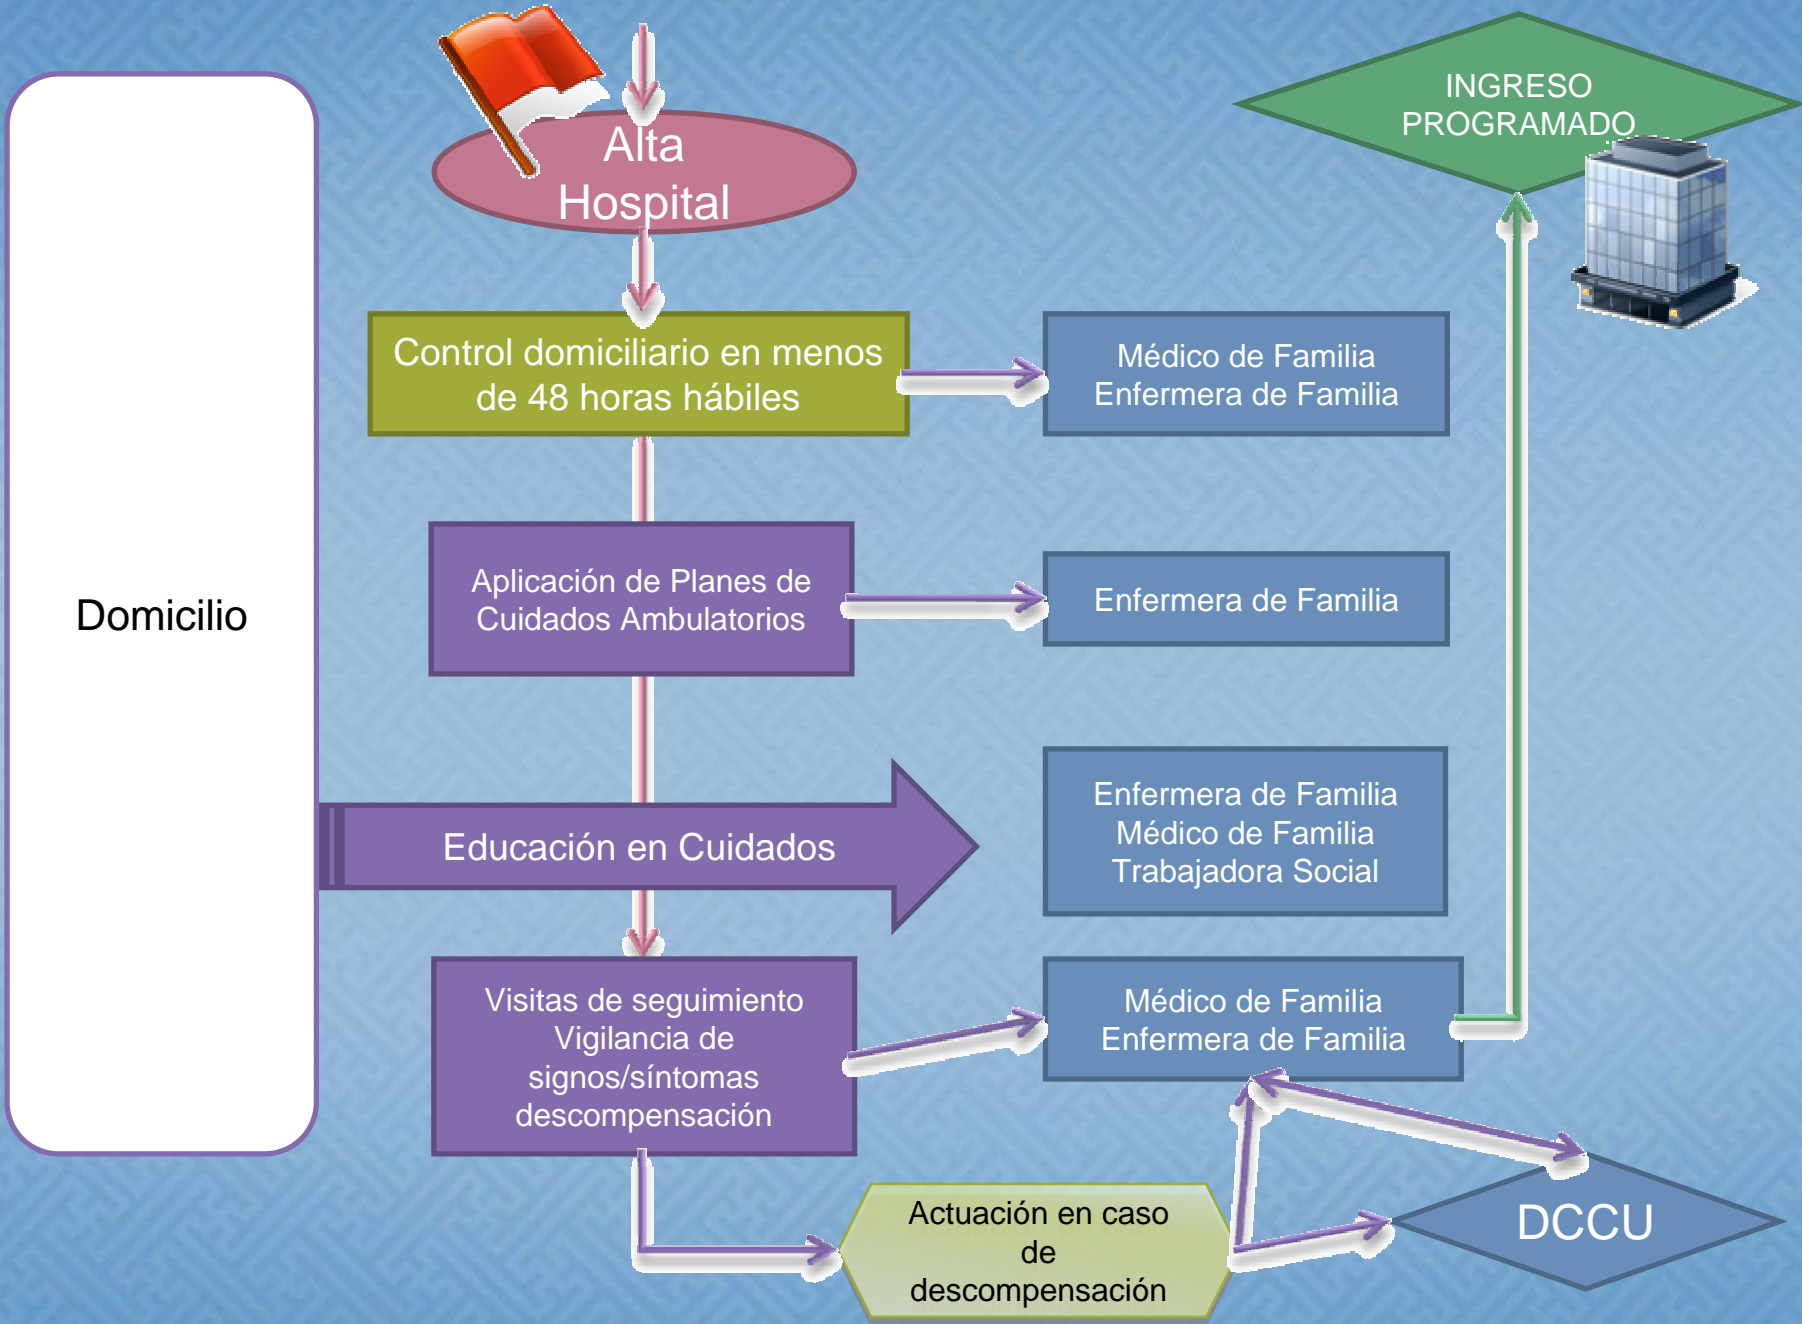 Alta
Hospital
INGRESO
PROGRAMADO
Domicilio
Control domiciliario en menos
de 48 horas hábiles
Médico de Familia
Enfermera de Familia
Aplicación de Planes de
Cuidados Ambulatorios
Enfermera de Familia
Educación en Cuidados
Enfermera de Familia
Médico de Familia
Trabajadora Social
Visitas de seguimiento
Vigilancia de
signos/síntomas
descompensación
Médico de Familia
Enfermera de Familia
Actuación en caso
de
descompensación
DCCU